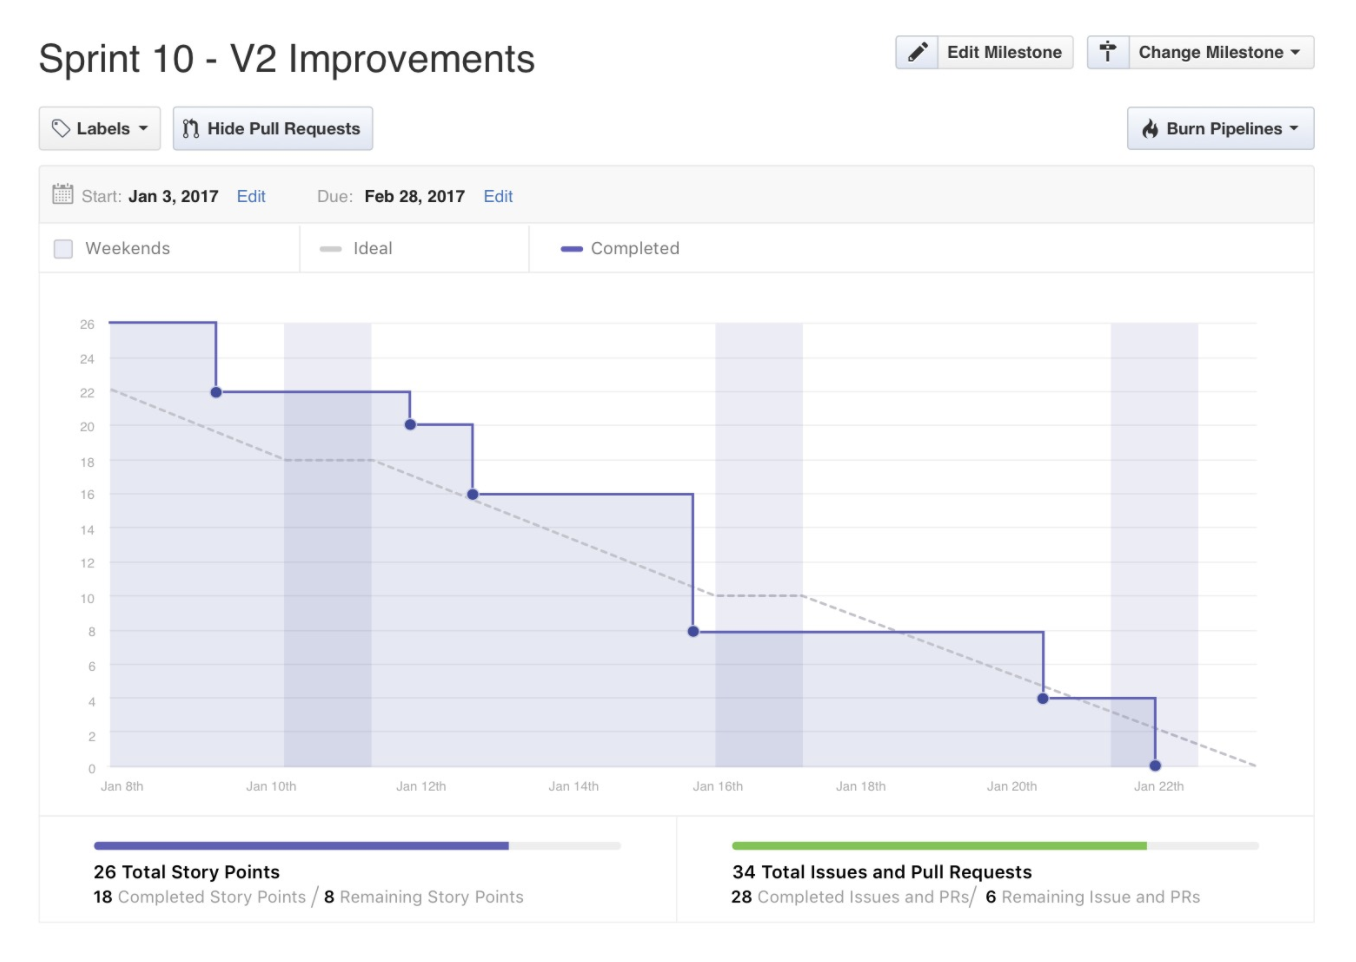 Sprint 10 - V2 Improvements
Edit Milestone
Change Milestone
Labels
Hide Pull Requests
Burn Pipelines
Start: Jan 3, 2017 Edit Due: Feb 28, 2017 Edit
Weekends
Ideal
Completed
26
24
22
20
18
16
14
12
10
8
6
4
2
0
Jan 8th Jan 10th Jan 12th Jan 14th Jan 16th Jan 18th Jan 20th Jan 22th
26 Total Story Points
18 Completed Story Points / 8 Remaining Story Points
34 Total Issues and Pull Requests
28 Completed Issues and PRs/ 6 Remaining Issue and PRs